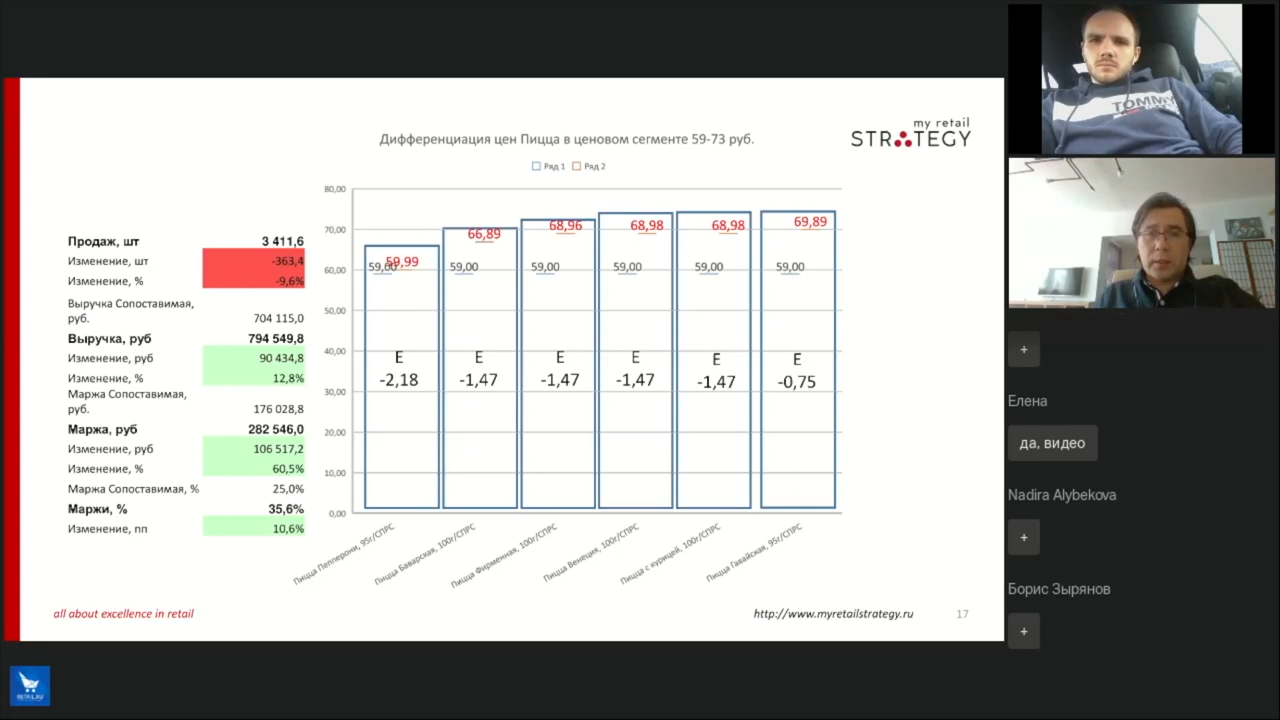 my retail
STRATEGY
Дифференциация цен Пицца в ценовом сегменте 59-73 руб.
Ряд 1 Ряд 2
Продаж, шт 3 411,6
Изменение, шт -363,4
Изменение, % -9,6%
Выручка Сопоставимая,
руб. 704 115,0
Выручка, руб 794 549,8
Изменение, руб 90 434,8
Изменение, % 12,8%
Маржа Сопоставимая,
руб. 176 028,8
Маржа, руб 282 546,0
Изменение, руб 106 517,2
Изменение, % 60,5%
Маржа Сопоставимая, % 25,0%
Маржи, % 35,6%
Изменение, пп 10,6%
80,00
70,00
60,00
50,00
40,00
30,00
20,00
10,00
0,00
59,99 66,89 68,96 68,98 68,98 69,89
59,00 59,00 59,00 59,00 59,00 59,00
E E E E E E
-2,18 -1,47 -1,47 -1,47 -1,47 -0,75
Пицца Пепперони, 95г/СПРС
Пицца Баварская, 100г/СПРС
Пицца Фирменная, 100г/СПРС
Пицца Венеция, 100г/СПРС
Пицца с курицей, 100г/СПРС
Пицца Гавайская, 95г/СПРС
all about excellence in retail
http://www.myretailstrategy.ru 17
RETAIL.RU
TOMMY
+
Елена
да, видео
Nadira Alybekova
+
Борис Зырянов
+